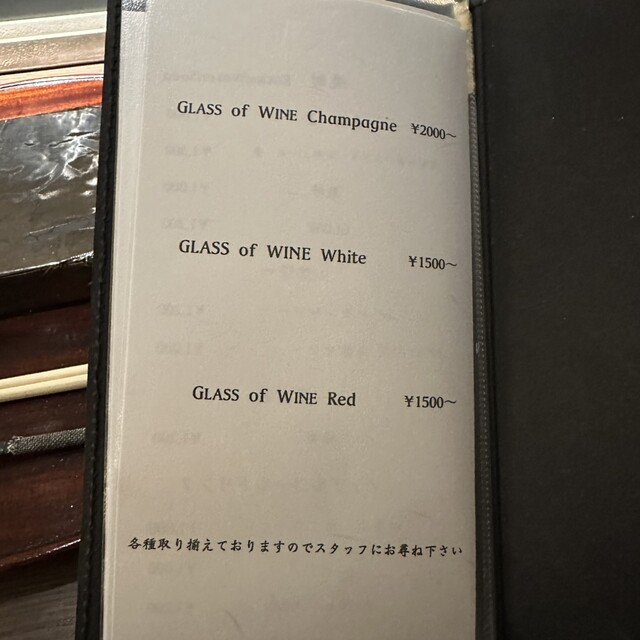 GLASS of WINE Champagne ¥2000～
GLASS of WINE White ¥1500～
GLASS of WINE Red ¥1500～
各種取り揃えておりますのでスタッフにお尋ね下さい